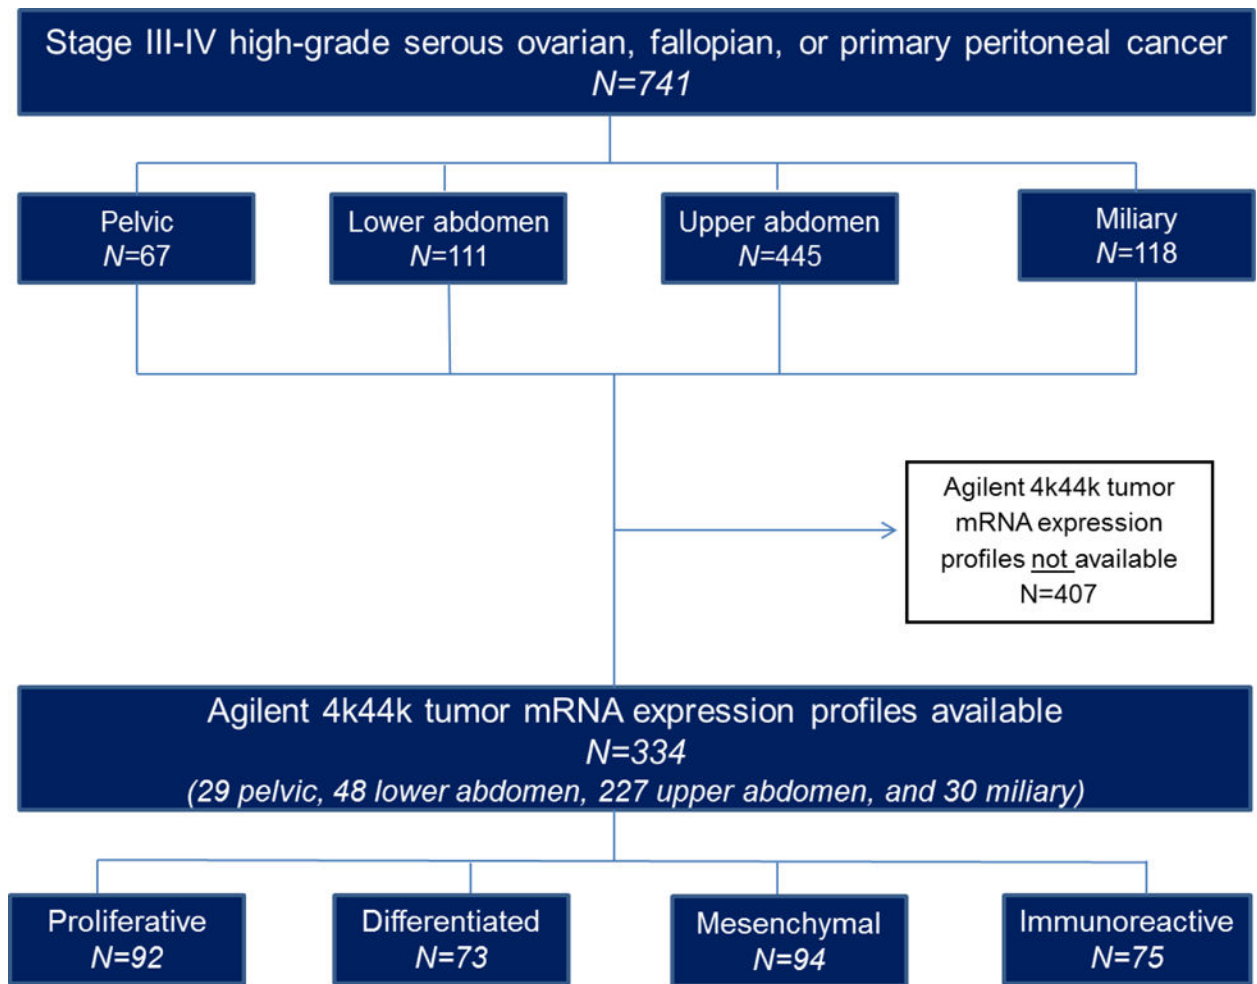 Stage III-IV high-grade serous ovarian, fallopian, or primary peritoneal cancer
N=741
Pelvic
N=67
Lower abdomen
N=111
Upper abdomen
N=445
Miliary
N=118
Agilent 4k44k tumor
mRNA expression
profiles not available
N=407
Agilent 4k44k tumor mRNA expression profiles available
N=334
(29 pelvic, 48 lower abdomen, 227 upper abdomen, and 30 miliary)
Proliferative
N=92
Differentiated
N=73
Mesenchymal
N=94
Immunoreactive
N=75